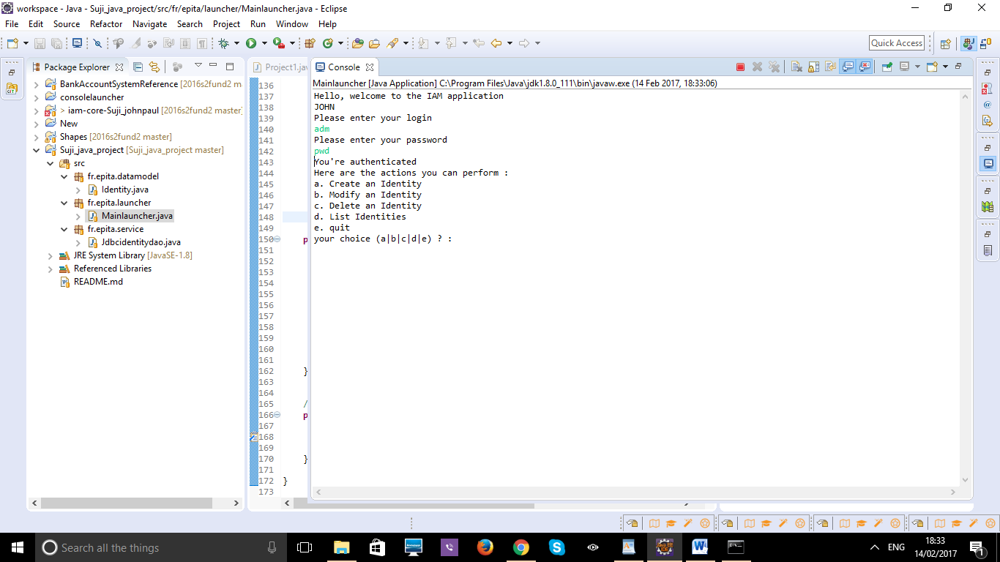 workspace - Java - Suji_java_project/src/fr/epita/launcher/Mainlauncher.java - Eclipse
File Edit Source Refactor Navigate Search Project Run Window Help
Quick Access
Package Explorer
BankAccountSystemReference [2016s2fund2 m
consolelauncher
> iam-core-Suji_johnpaul [2016s2fund2 master]
New
Shapes [2016s2fund2 master]
Suji_java_project [Suji_java_project master]
src
fr.epita.datamodel
Identity.java
fr.epita.launcher
Mainlauncher.java
fr.epita.service
Jdbcidentitydao.java
JRE System Library [JavaSE-1.8]
Referenced Libraries
README.md
Project1.jav
136
137
138
139
140
141
142
143
144
145
146
147
148
149
150 p
151
152
153
154
155
156
157
158
159
160
161
162 }
163
164
165 /
166 p
167
168
169
170 }
171
172 }
173
Console
Mainlauncher [Java Application] C:\Program Files\Java\jdk1.8.0_111\bin\javaw.exe (14 Feb 2017, 18:33:06)
Hello, welcome to the IAM application
JOHN
Please enter your login
adm
Please enter your password
pwd
You're authenticated
Here are the actions you can perform :
a. Create an Identity
b. Modify an Identity
c. Delete an Identity
d. List Identities
e. quit
your choice (a|b|c|d|e) ? :
Search all the things
ENG
18:33
14/02/2017
1